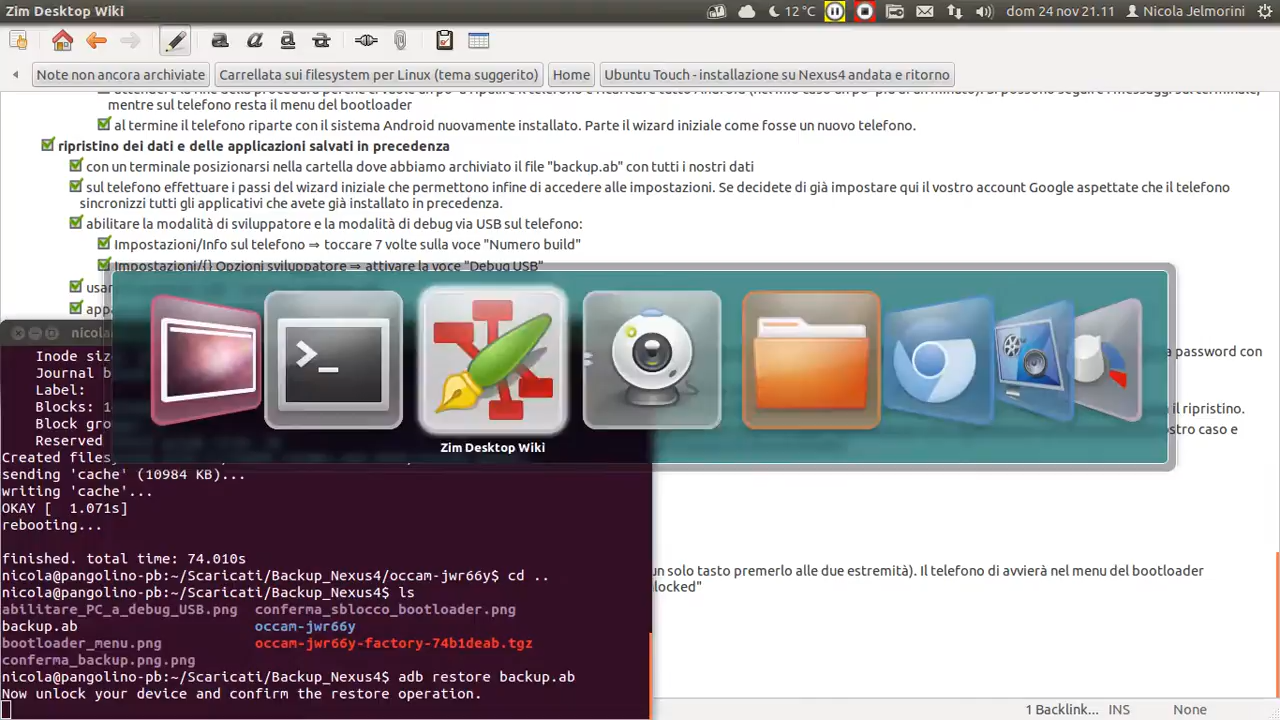 Zim Desktop Wiki
12 °C
dom 24 nov 21.11
Nicola Jelmorini
Note non ancora archiviate
Carrellata sui filesystem per Linux (tema suggerito)
Home
Ubuntu Touch - installazione su Nexus4 andata e ritorno
mentre sul telefono resta il menu del bootloader
al termine il telefono riparte con il sistema Android nuovamente installato. Parte il wizard iniziale come fosse un nuovo telefono.
ripristino dei dati e delle applicazioni salvati in precedenza
con un terminale posizionarsi nella cartella dove abbiamo archiviato il file "backup.ab" con tutti i nostri dati
sul telefono effettuare i passi del wizard iniziale che permettono infine di accedere alle impostazioni. Se decidete di già impostare qui il vostro account Google aspettate che il telefono
sincronizzi tutti gli applicativi che avete già installato in precedenza.
abilitare la modalità di sviluppatore e la modalità di debug via USB sul telefono:
Impostazioni/Info sul telefono ⇒ toccare 7 volte sulla voce "Numero build"
Impostazioni/{} Opzioni sviluppatore ⇒ attivare la voce "Debug USB"
usar
appa
a password con
il ripristino.
ostro caso e
un solo tasto premerlo alle due estremità). Il telefono di avvierà nel menu del bootloader
nlocked"
Zim Desktop Wiki
nicola
Inode size
Journal b
Label:
Blocks: 1
Block gro
Reserved
Created files
sending 'cache' (10984 KB)...
writing 'cache'...
OKAY [  1.071s]
rebooting...
finished. total time: 74.010s
nicola@pangolino-pb:~/Scaricati/Backup_Nexus4/occam-jwr66y$ cd ..
nicola@pangolino-pb:~/Scaricati/Backup_Nexus4$ ls
abilitare_PC_a_debug_USB.png  conferma_sblocco_bootloader.png
backup.ab                     occam-jwr66y
bootloader_menu.png           occam-jwr66y-factory-74b1deab.tgz
conferma_backup.png.png
nicola@pangolino-pb:~/Scaricati/Backup_Nexus4$ adb restore backup.ab
Now unlock your device and confirm the restore operation.
1 Backlink...
INS
None